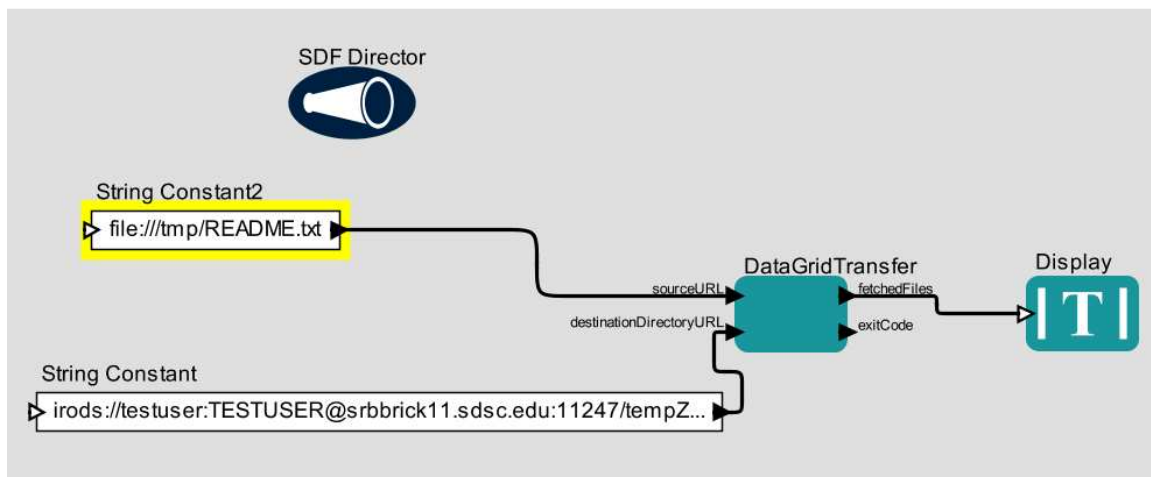 SDF Director
String Constant2
file:///tmp/README.txt
DataGridTransfer
Display
sourceURL
fetchedFiles
T
destinationDirectoryURL
exitCode
String Constant
irods://testuser:TESTUSER@srbbrick11.sdsc.edu:11247/tempZ...